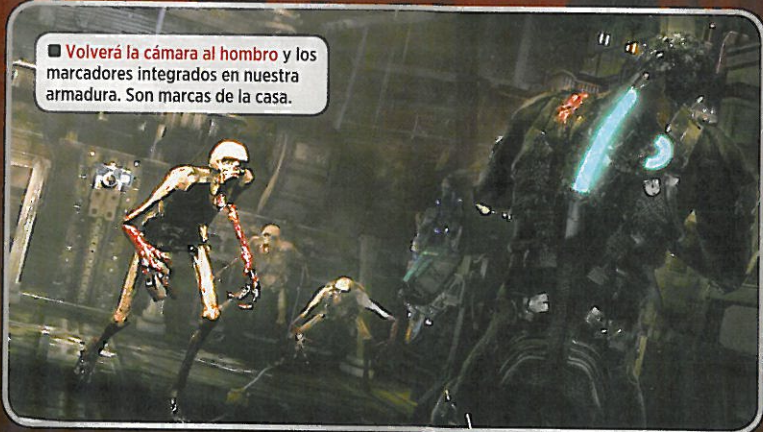 ■ Volverá la cámara al hombro y los
marcadores integrados en nuestra
armadura. Son marcas de la casa.